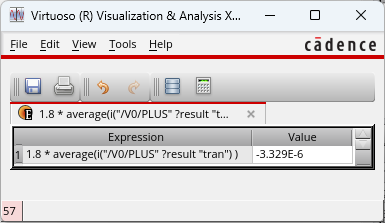 Virtuoso (R) Visualization & Analysis X...
File Edit View Tools Help
cādence
1.8 * average(i("/V0/PLUS" ?result "t...
Expression Value
1 1.8 * average(i("/V0/PLUS" ?result "tran") ) -3.329E-6
57